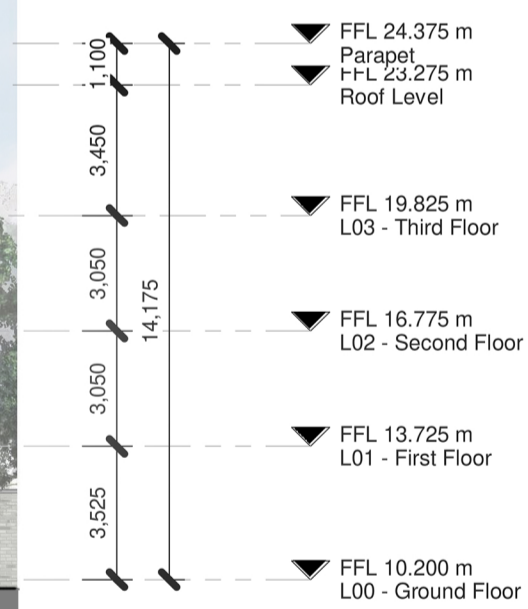 FFL 24.375 m
Parapet
FFL 23.275 m
Roof Level
1,100
3,450
FFL 19.825 m
L03 - Third Floor
3,050
14,175
FFL 16.775 m
L02 - Second Floor
3,050
FFL 13.725 m
L01 - First Floor
3,525
FFL 10.200 m
L00 - Ground Floor